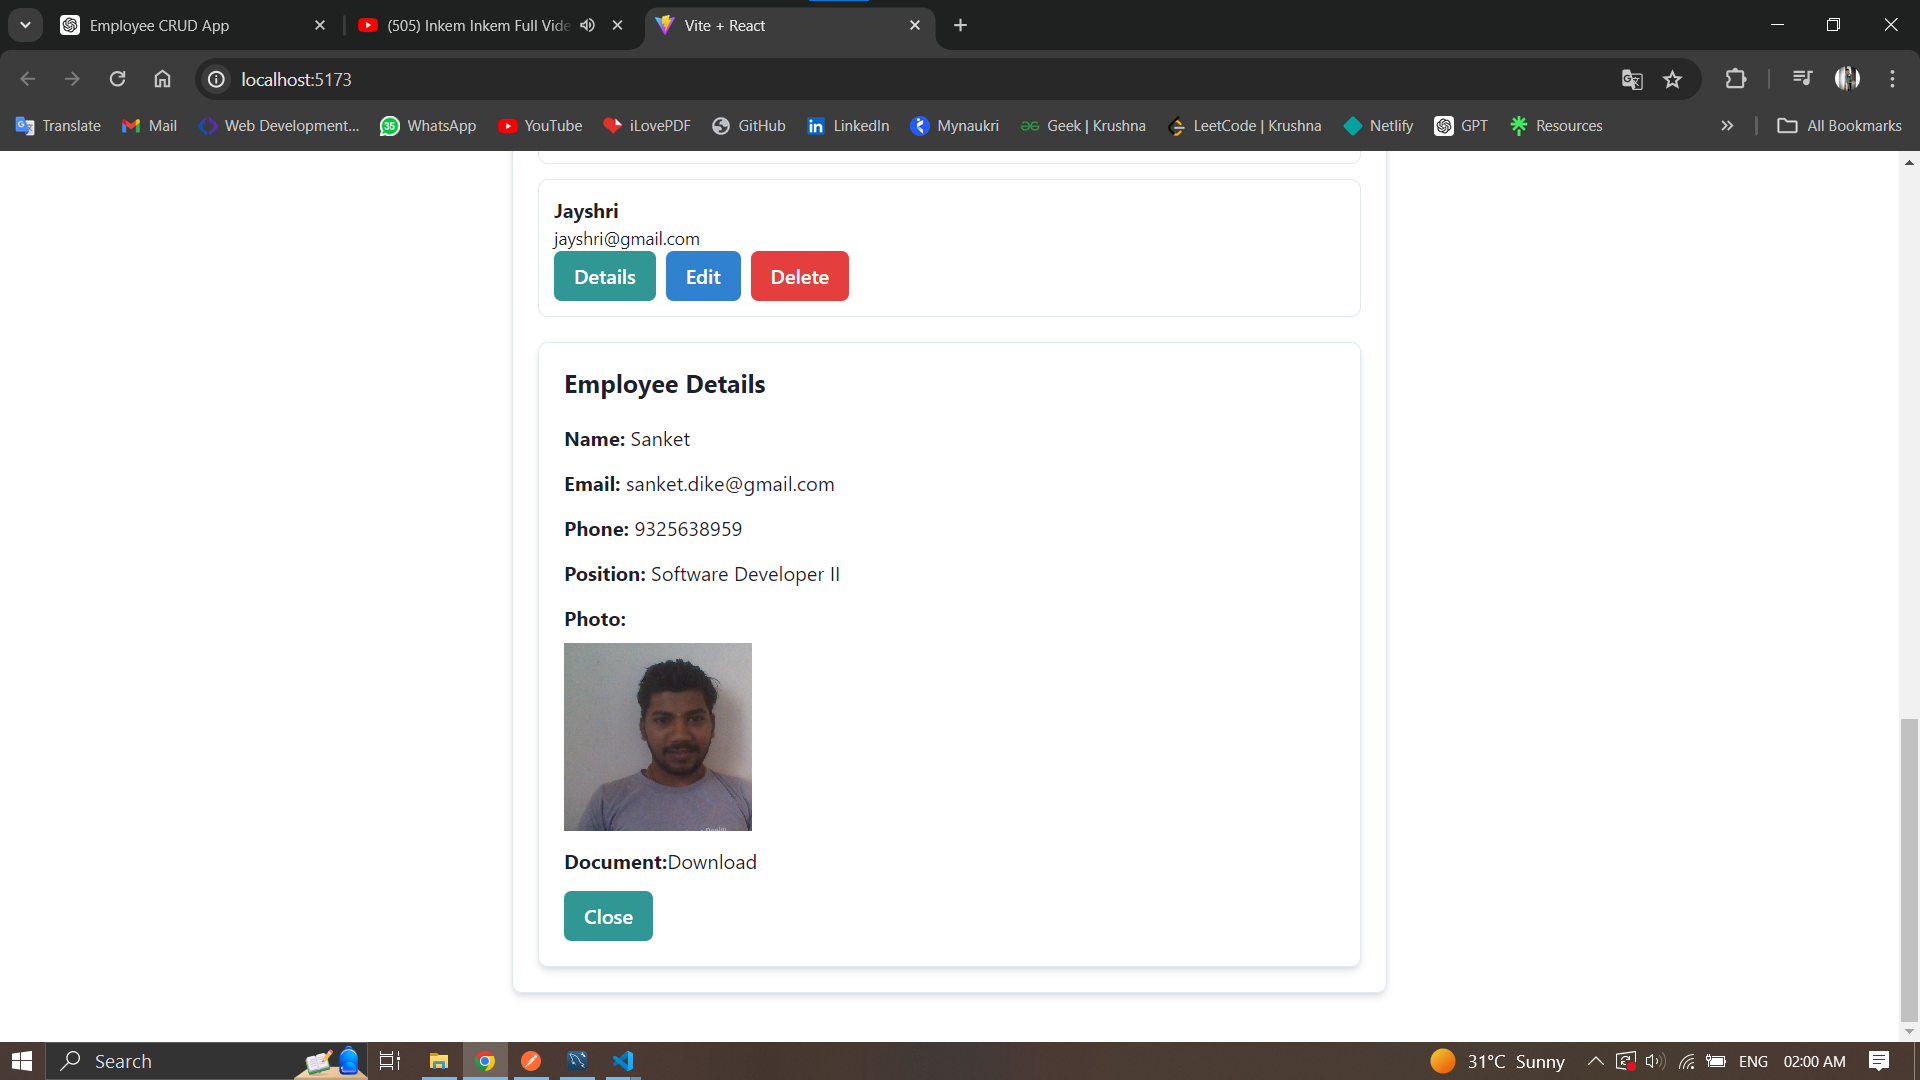 Employee CRUD App
(505) Inkem Inkem Full Vide
Vite + React
localhost:5173
Translate
Mail
Web Development...
35
WhatsApp
YouTube
iLovePDF
GitHub
LinkedIn
Mynaukri
Geek | Krushna
LeetCode | Krushna
Netlify
GPT
Resources
All Bookmarks
Jayshri
jayshri@gmail.com
Details Edit Delete
Employee Details
Name: Sanket
Email: sanket.dike@gmail.com
Phone: 9325638959
Position: Software Developer II
Photo:
Document:Download
Close
Search
31°C Sunny
ENG
02:00 AM